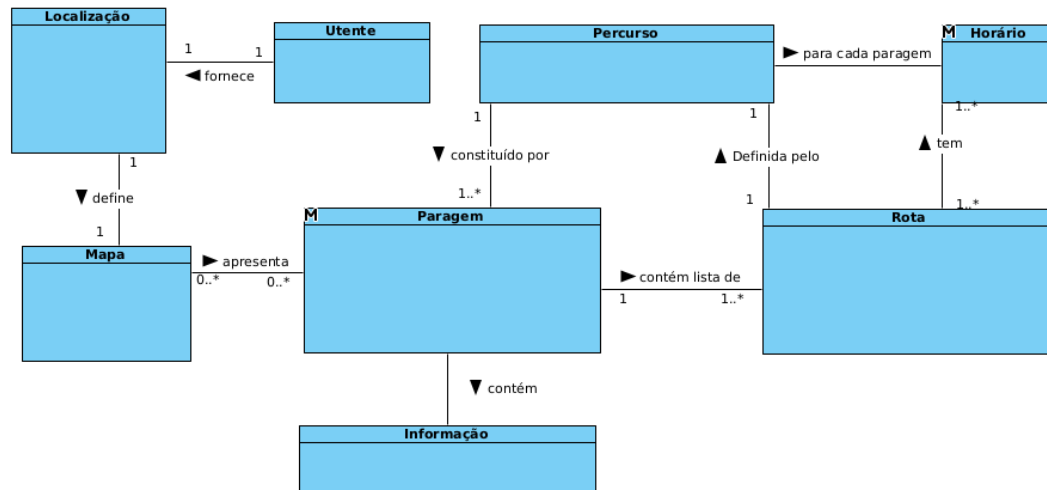 Localização
Utente
Percurso
M
Horário
1
1
fornece
para cada paragem
1
1
1
1..*
constituído por
Definida pelo
tem
define
1..*
1
1..*
1
M
Paragem
Rota
Mapa
apresenta
0..*
0..*
contém lista de
1
1..*
contém
Informação